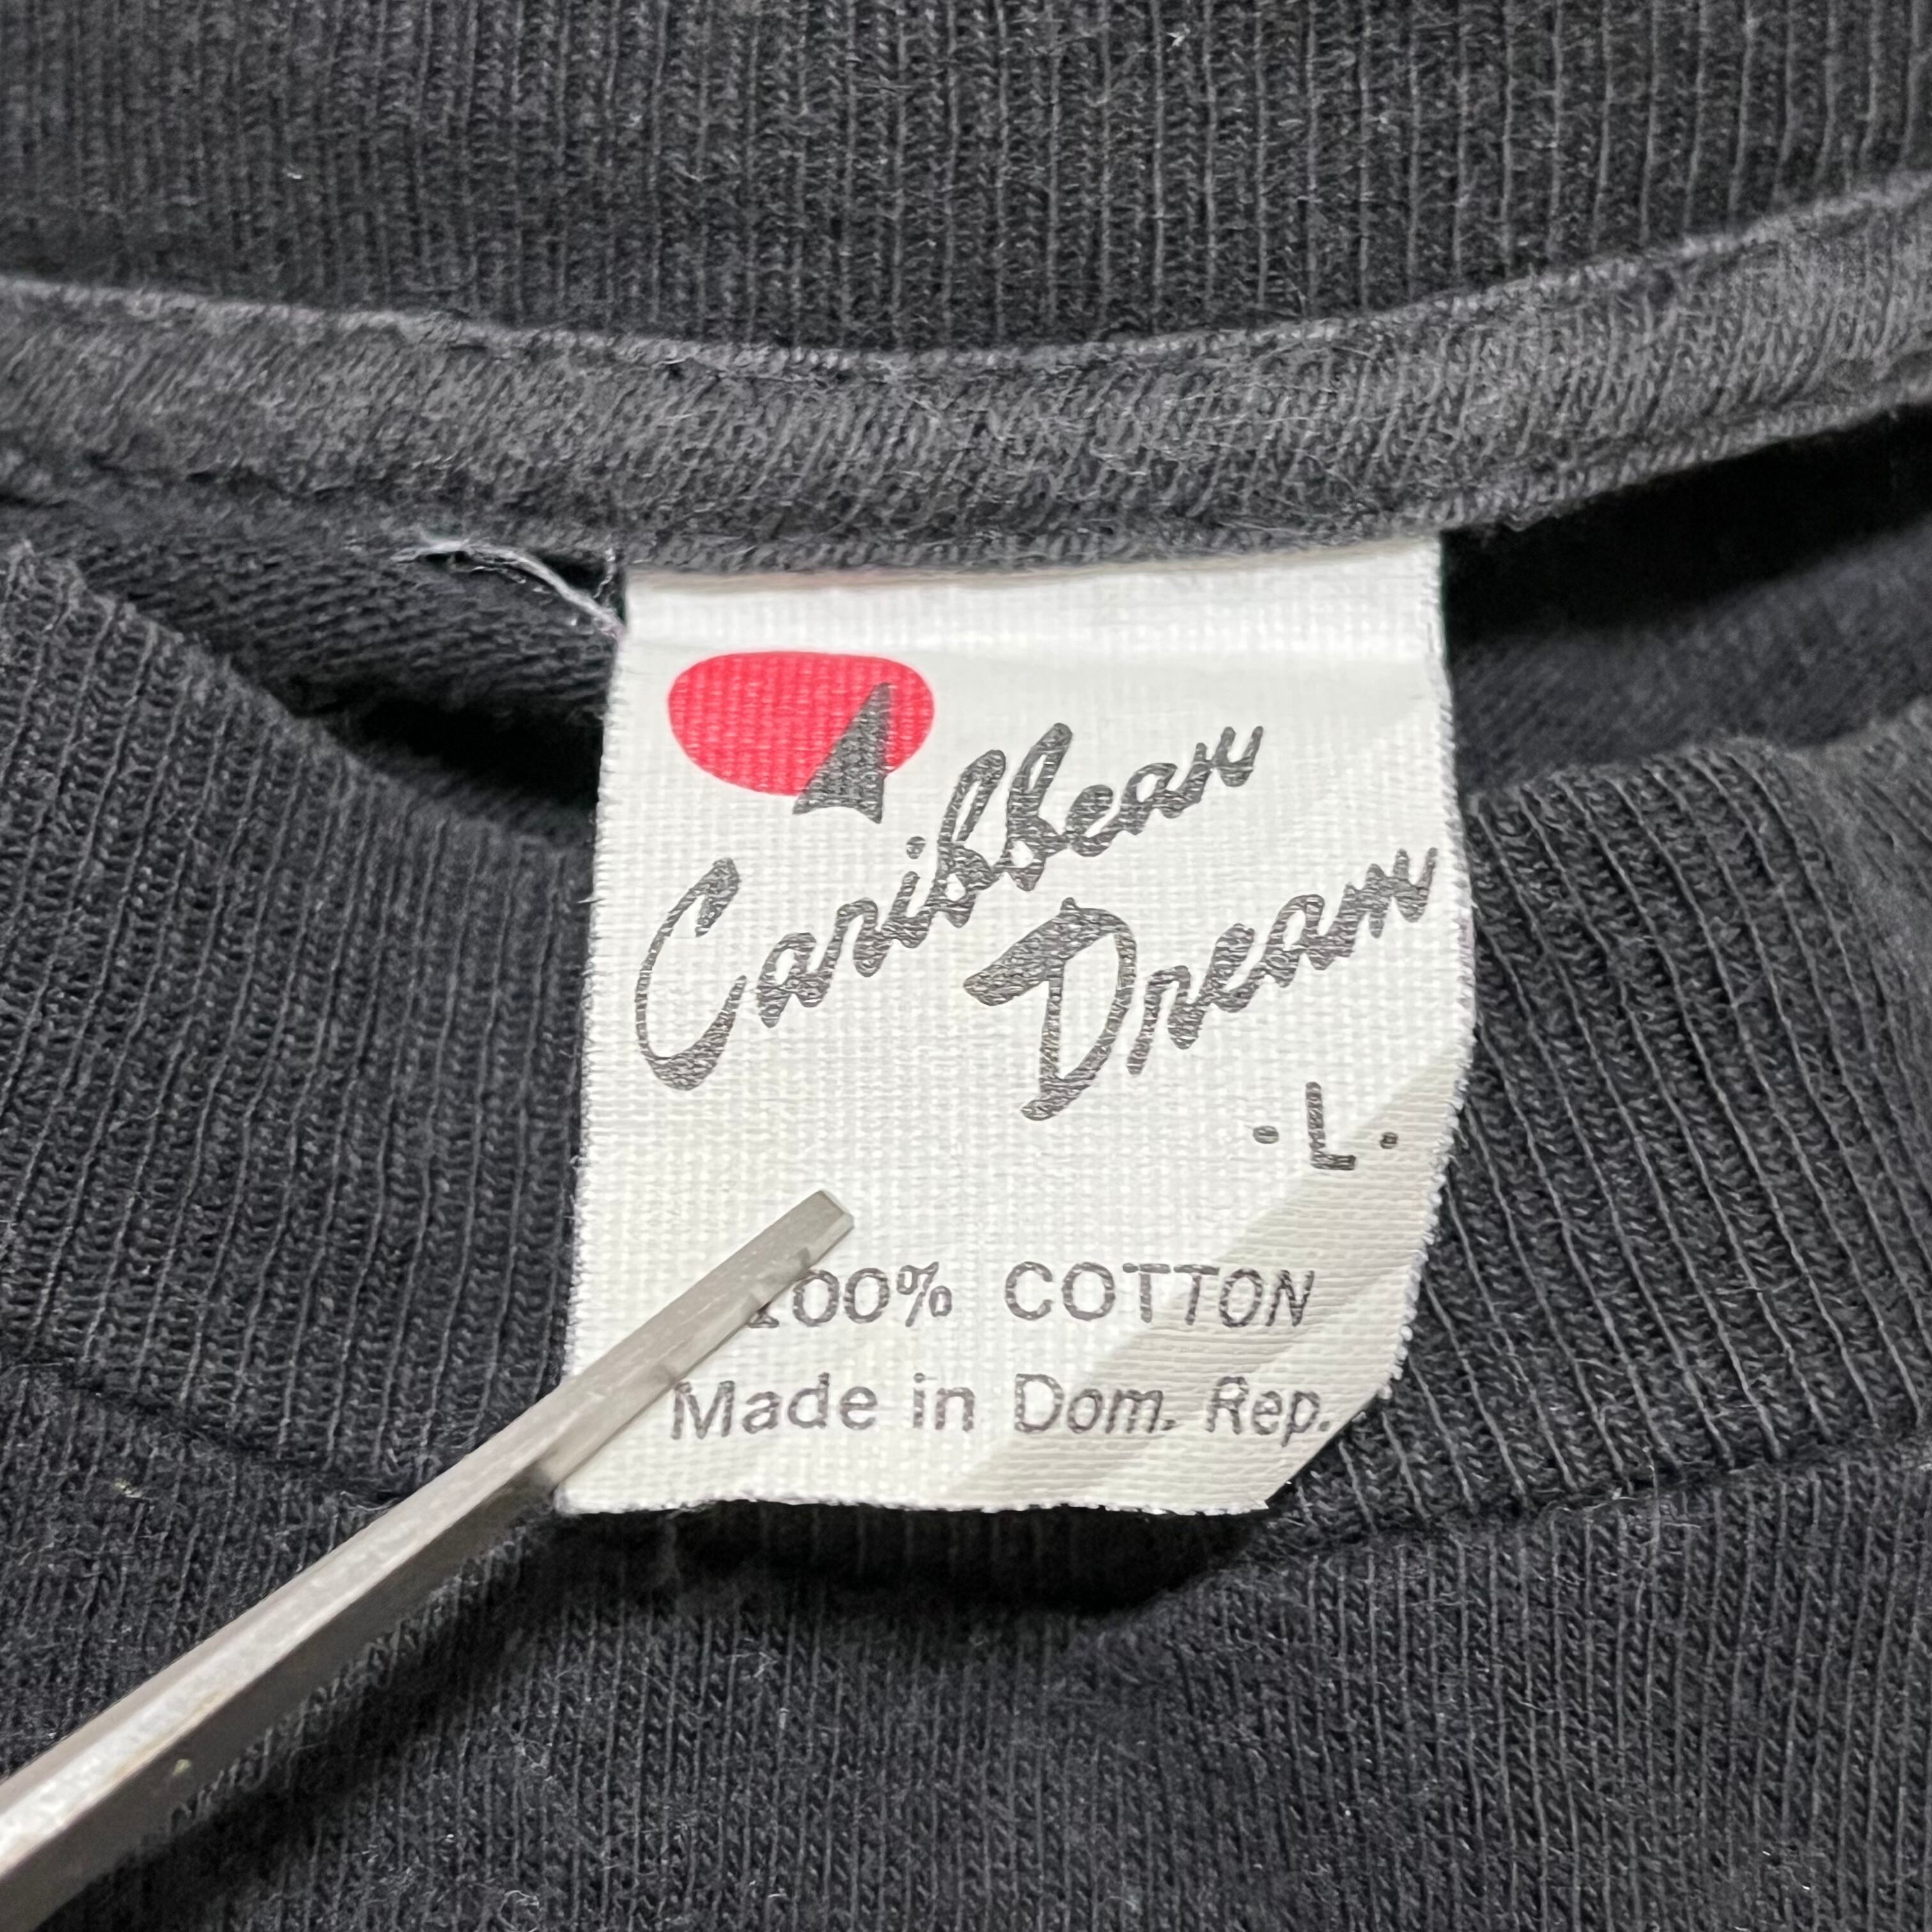 Caribbean
Dream
·L.
100% COTTON
Made in Dom. Rep.